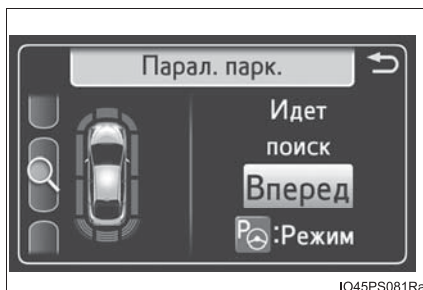 Парал. парк.
Идет
поиск
Вперед
P :Режим
IO45PS081Ra